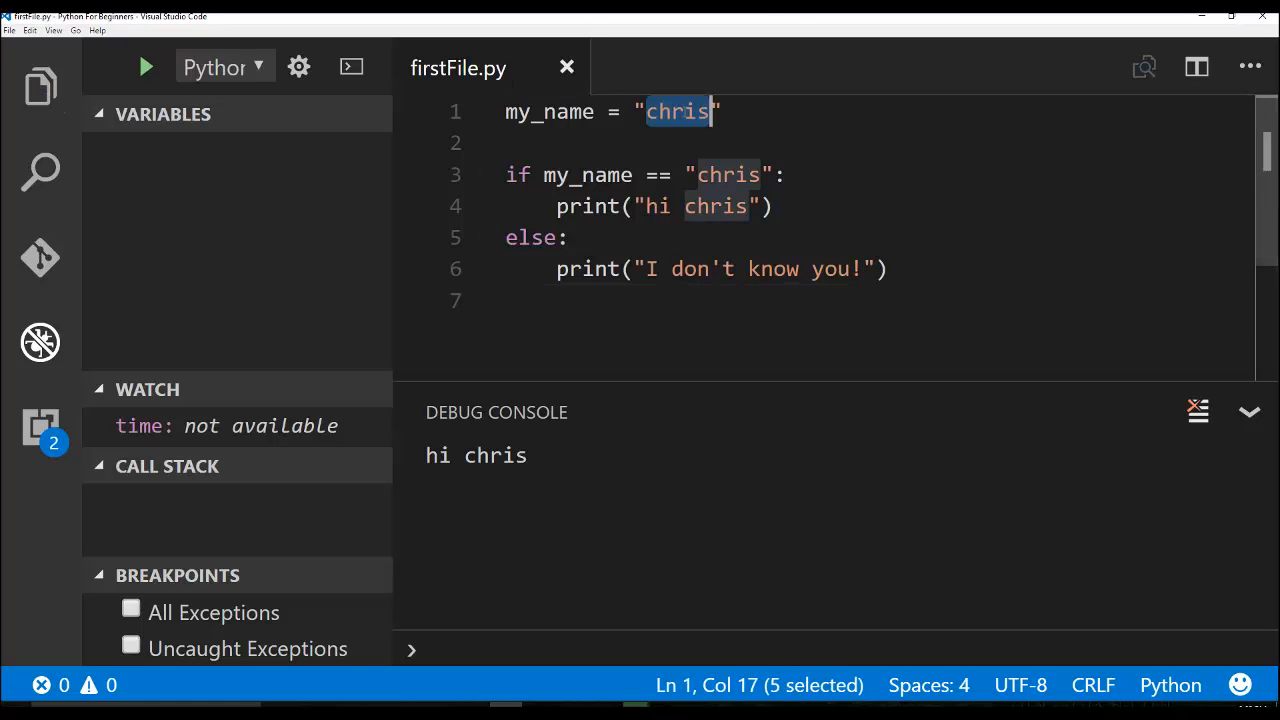 firstFile.py - Python For Beginners - Visual Studio Code
File Edit View Go Help
Python
firstFile.py
VARIABLES
1 my_name = "chris"
2
3 if my_name == "chris":
4 print("hi chris")
5 else:
6 print("I don't know you!")
7
WATCH
time: not available
CALL STACK
BREAKPOINTS
All Exceptions
Uncaught Exceptions
2
DEBUG CONSOLE
hi chris
0 0
Ln 1, Col 17 (5 selected) Spaces: 4 UTF-8 CRLF Python